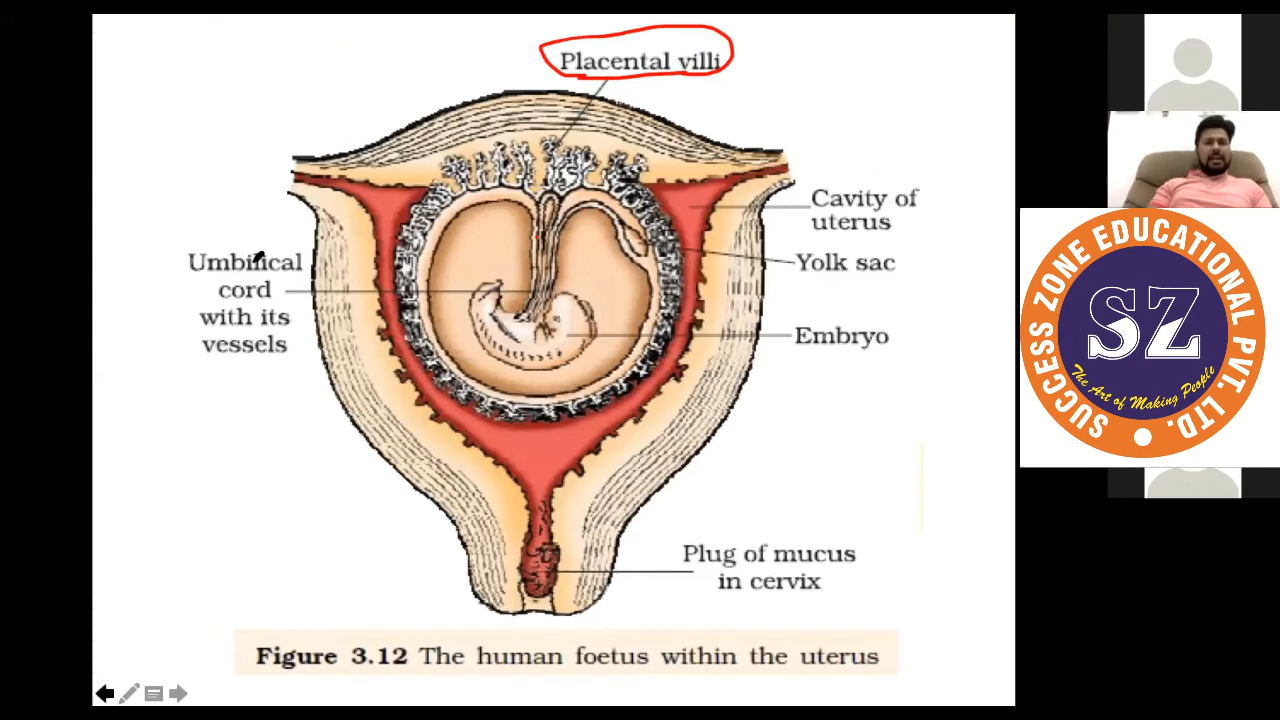 Placental villi
Cavity of
uterus
Umbilical
cord
with its
vessels
Yolk sac
Embryo
Plug of mucus
in cervix
Figure 3.12 The human foetus within the uterus
SUCCESS ZONE EDUCATIONAL PVT. LTD.
SZ
The Art of Making People